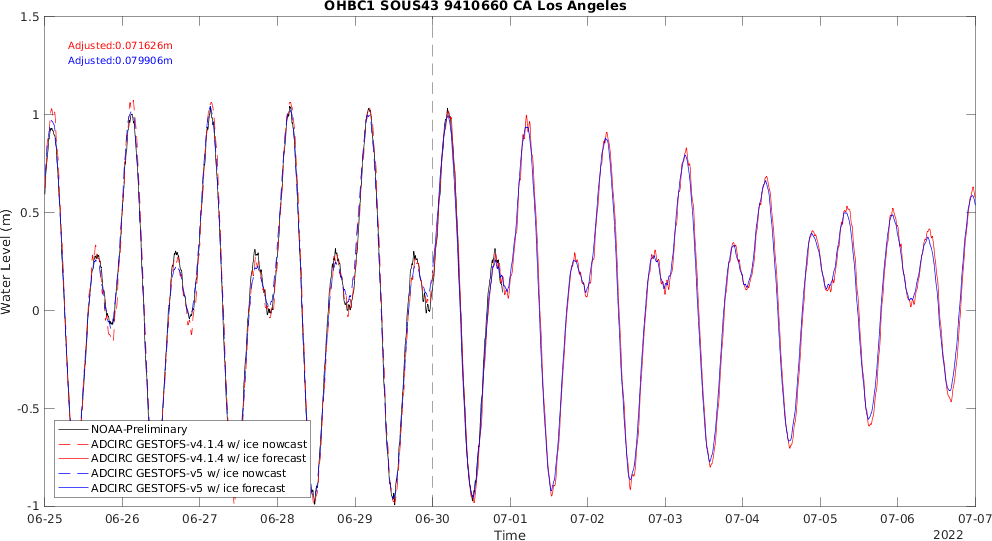 OHBC1 SOUS43 9410660 CA Los Angeles
1.5
Adjusted:0.071626m
Adjusted:0.079906m
1
0.5
Water Level (m)
0
-0.5
NOAA-Preliminary
ADCIRC GESTOFS-v4.1.4 w/ ice nowcast
ADCIRC GESTOFS-v4.1.4 w/ ice forecast
ADCIRC GESTOFS-v5 w/ ice nowcast
ADCIRC GESTOFS-v5 w/ ice forecast
-1
06-25 06-26 06-27 06-28 06-29 06-30 07-01 07-02 07-03 07-04 07-05 07-06 07-07
Time
2022